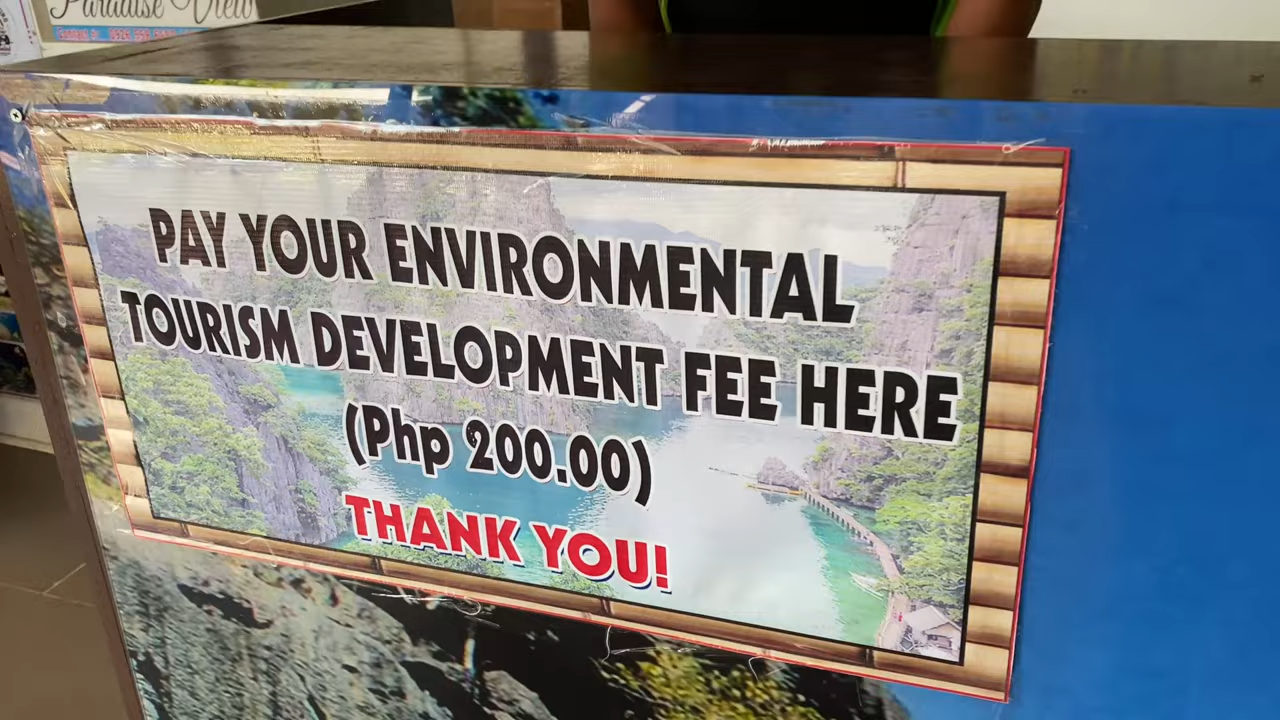 Paradise View
PAY YOUR ENVIRONMENTAL
TOURISM DEVELOPMENT FEE HERE
(Php 200.00)
THANK YOU!